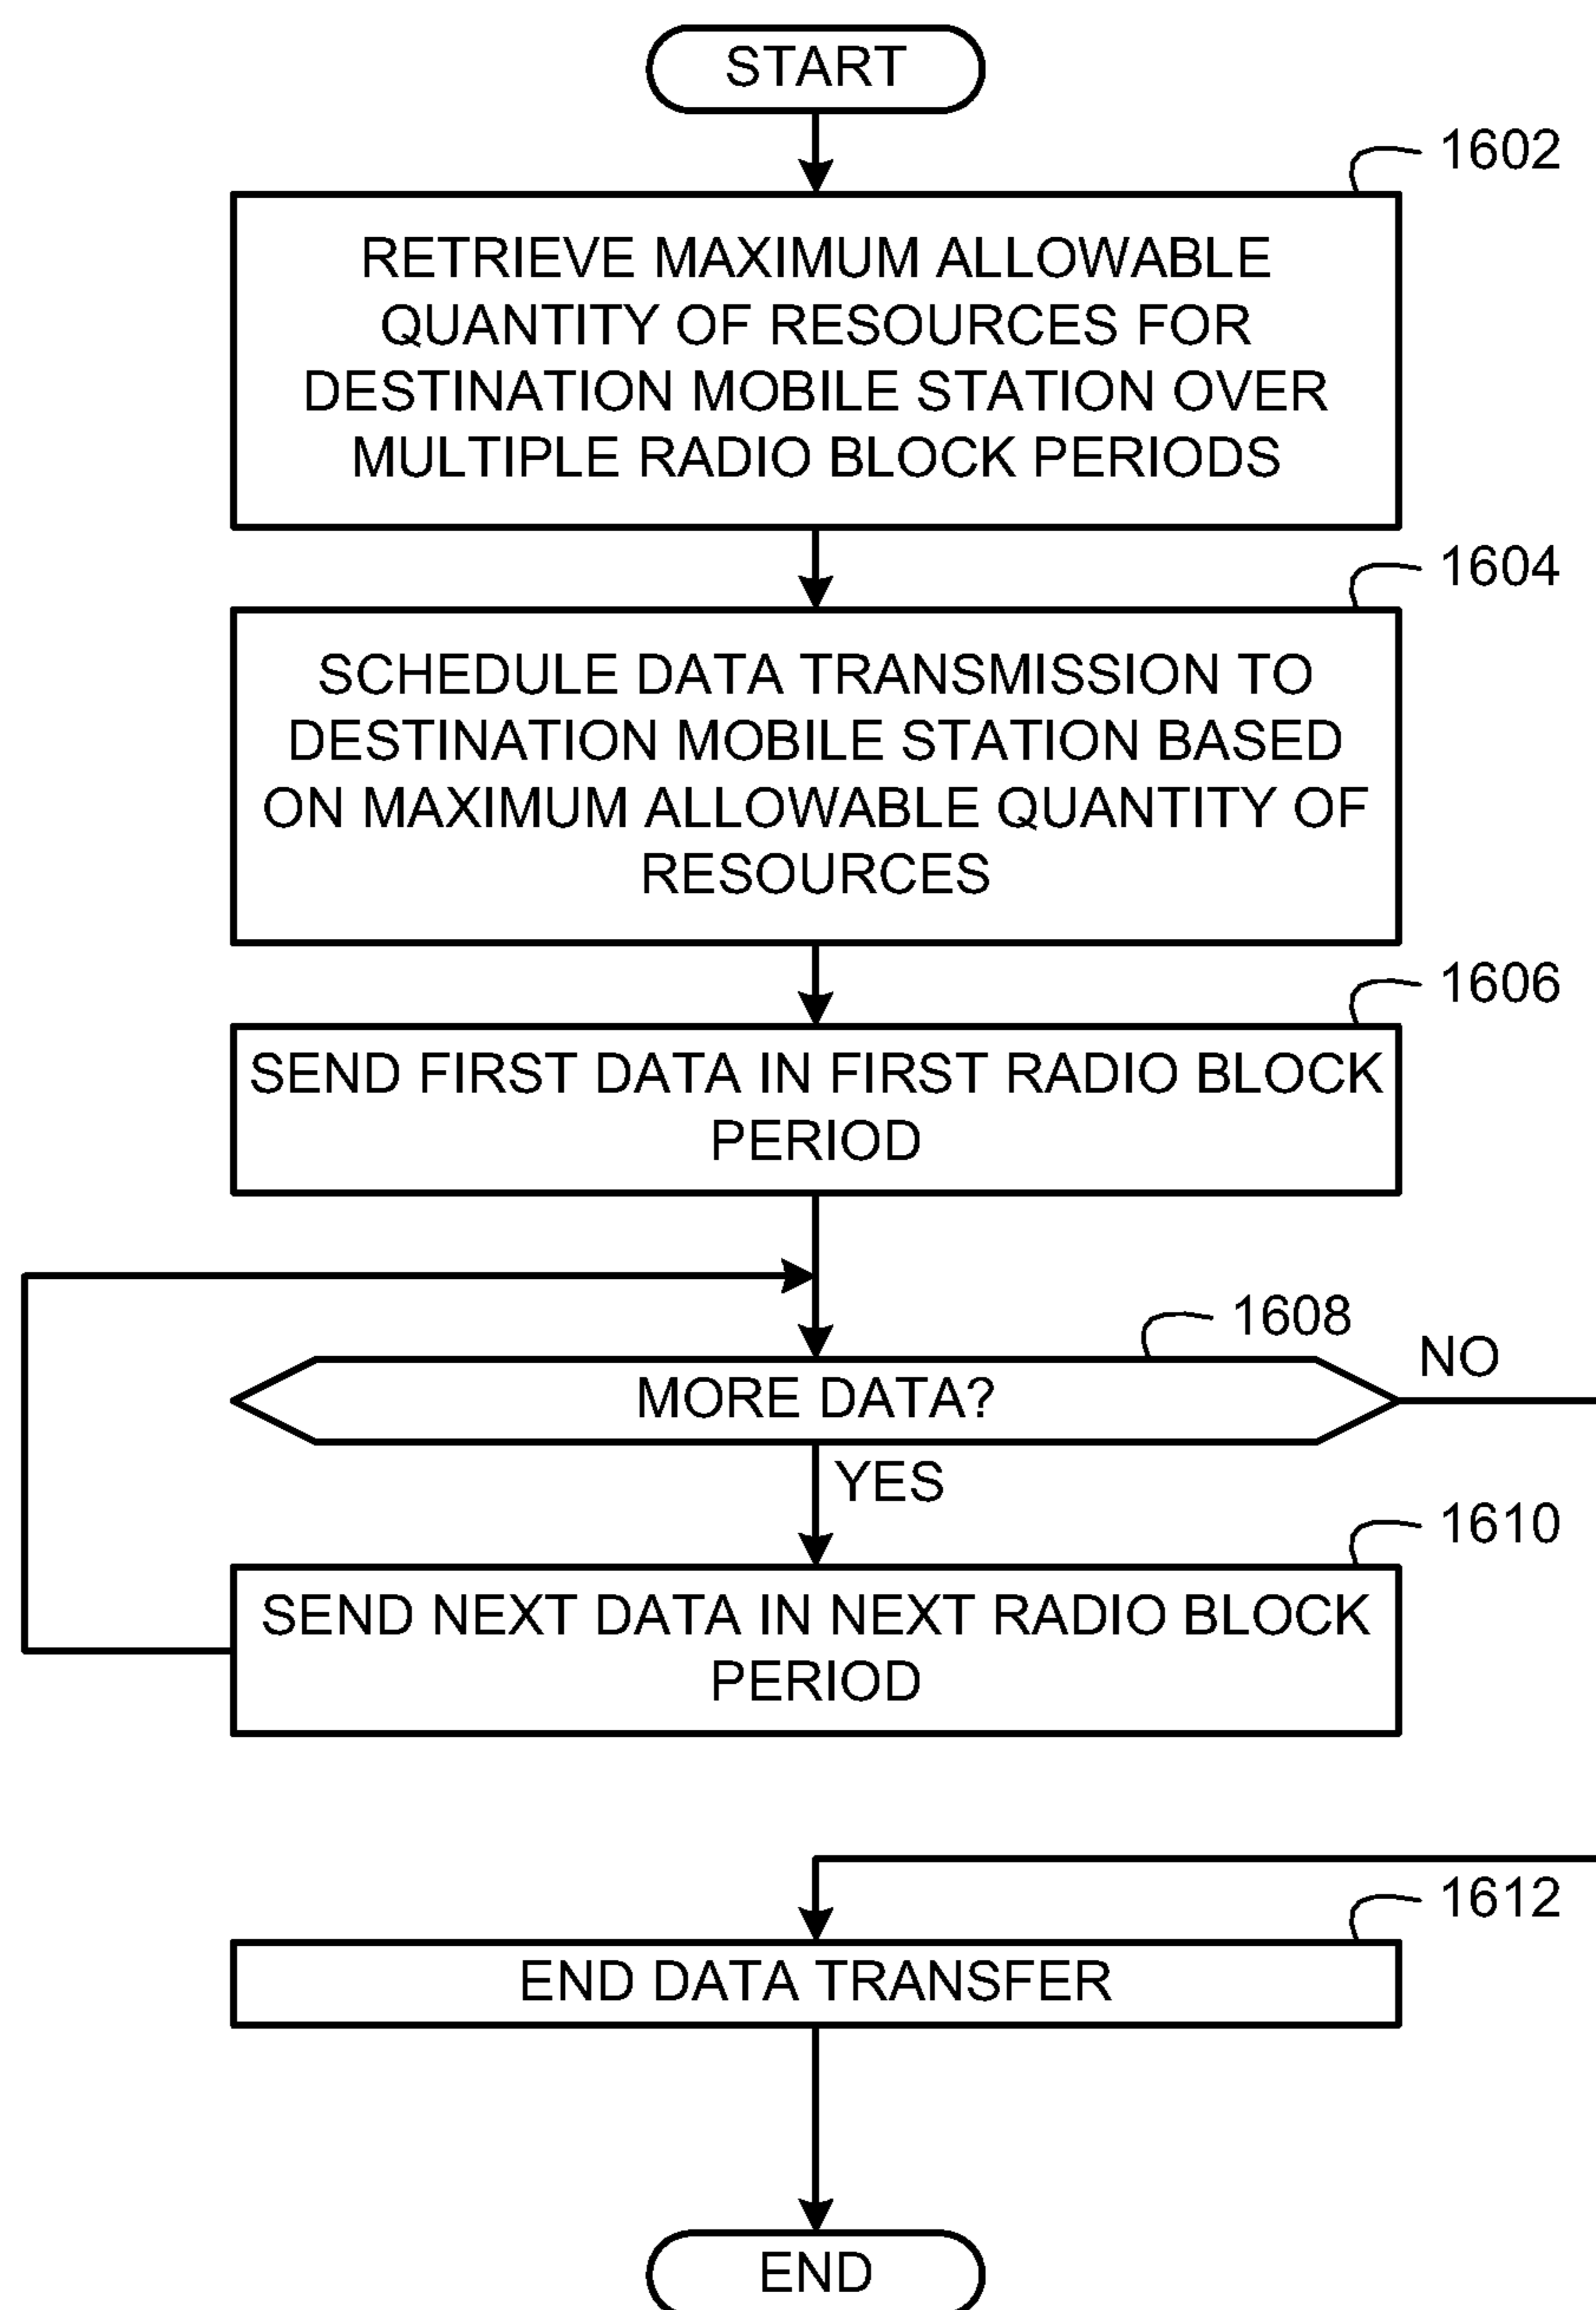 START
1602
RETRIEVE MAXIMUM ALLOWABLE
QUANTITY OF RESOURCES FOR
DESTINATION MOBILE STATION OVER
MULTIPLE RADIO BLOCK PERIODS
1604
SCHEDULE DATA TRANSMISSION TO
DESTINATION MOBILE STATION BASED
ON MAXIMUM ALLOWABLE QUANTITY OF
RESOURCES
1606
SEND FIRST DATA IN FIRST RADIO BLOCK
PERIOD
1608
NO
MORE DATA?
YES
1610
SEND NEXT DATA IN NEXT RADIO BLOCK
PERIOD
1612
END DATA TRANSFER
END